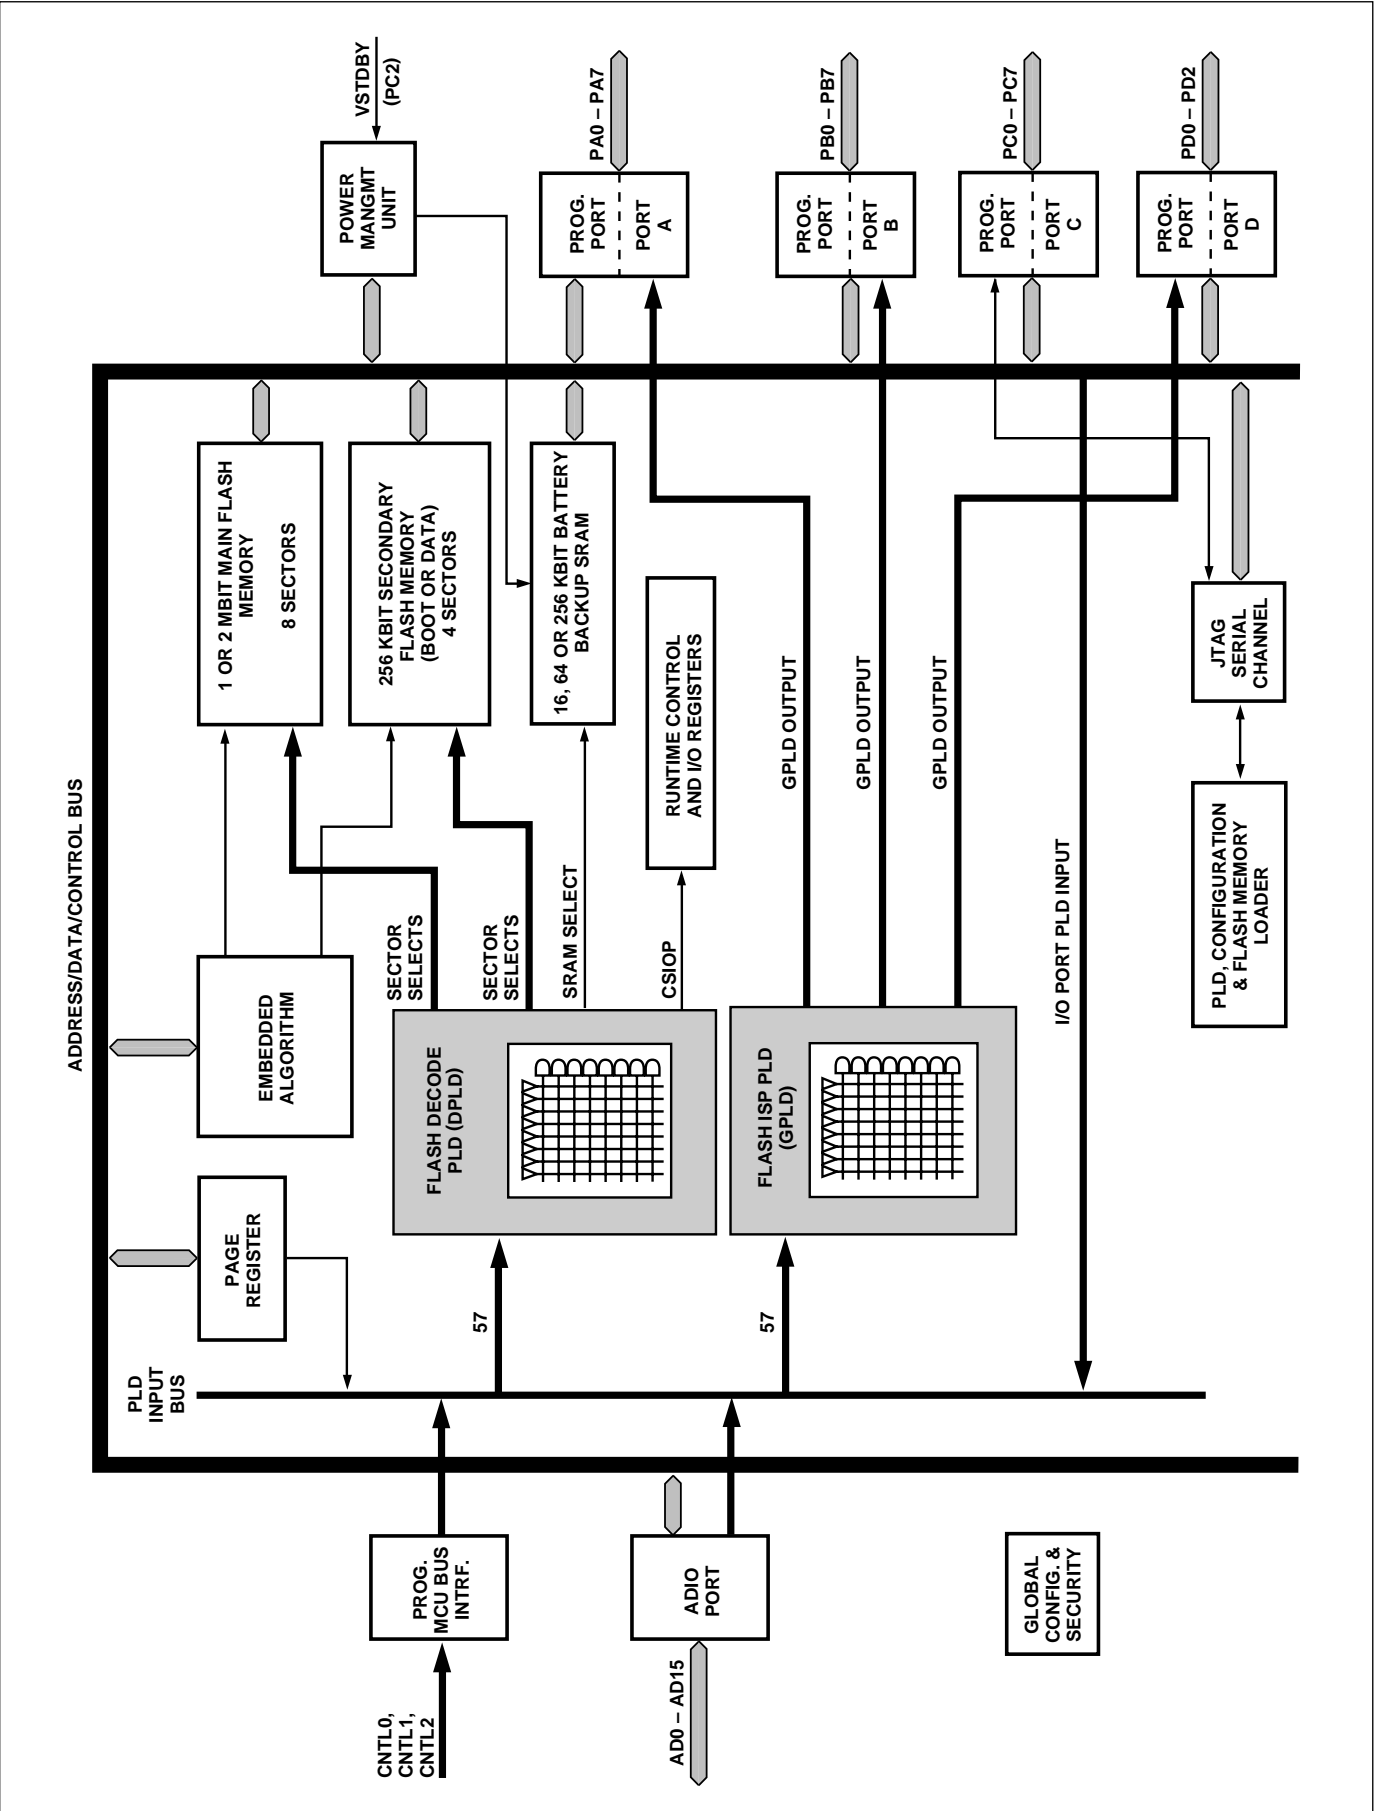 ADDRESS/DATA/CONTROL BUS
CNTL0,
CNTL1,
CNTL2
PROG.
MCU BUS
INTRF.
AD0 – AD15
ADIO
PORT
GLOBAL
CONFIG. &
SECURITY
PLD
INPUT
BUS
PAGE
REGISTER
57
57
EMBEDDED
ALGORITHM
FLASH DECODE
PLD (DPLD)
FLASH ISP PLD
(GPLD)
SECTOR
SELECTS
SECTOR
SELECTS
SRAM SELECT
CSIOP
1 OR 2 MBIT MAIN FLASH
MEMORY
8 SECTORS
256 KBIT SECONDARY
FLASH MEMORY
(BOOT OR DATA)
4 SECTORS
16, 64 OR 256 KBIT BATTERY
BACKUP SRAM
RUNTIME CONTROL
AND I/O REGISTERS
GPLD OUTPUT
GPLD OUTPUT
GPLD OUTPUT
I/O PORT PLD INPUT
PLD, CONFIGURATION
& FLASH MEMORY
LOADER
JTAG
SERIAL
CHANNEL
POWER
MANGMT
UNIT
VSTDBY
(PC2)
PROG.
PORT
PORT
A
PA0 – PA7
PROG.
PORT
PORT
B
PB0 – PB7
PROG.
PORT
PORT
C
PC0 – PC7
PROG.
PORT
PORT
D
PD0 – PD2